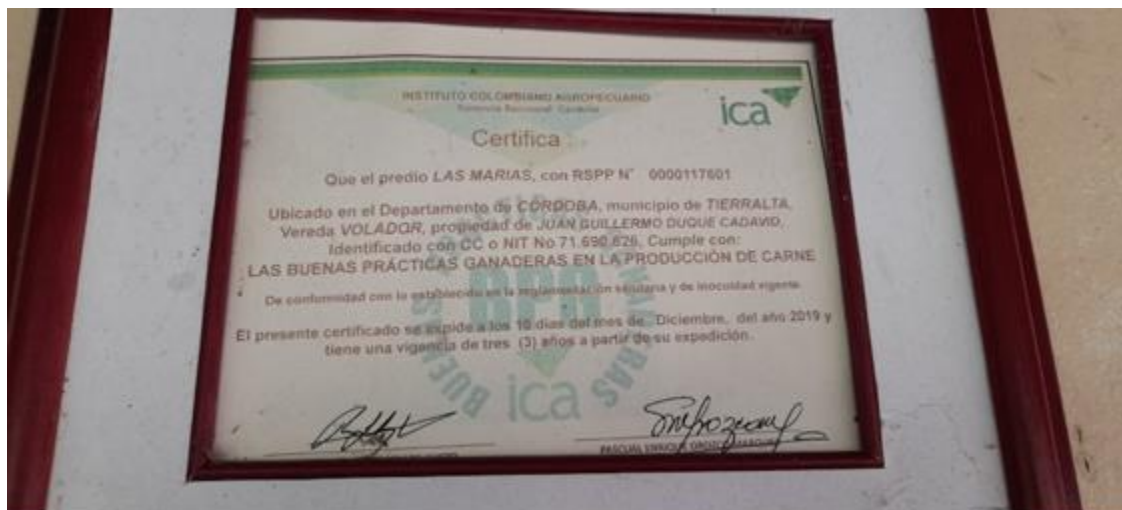 INSTITUTO COLOMBIANO AGROPECUARIO
ica
Certifica :
Que el predio LAS MARIAS, con RSPP N° 0000117601
Ubicado en el Departamento de CÓRDOBA, municipio de TIERRALTA,
Vereda VOLADOR, propiedad de JUAN GUILLERMO DUQUE CADAVID,
Identificado con CC o NIT No 71.690.626, Cumple con:
LAS BUENAS PRÁCTICAS GANADERAS EN LA PRODUCCIÓN DE CARNE
De conformidad con lo establecido en la reglamentación sanitaria y de inocuidad vigente.
El presente certificado se expide a los 10 días del mes de Diciembre, del año 2019 y
tiene una vigencia de tres (3) años a partir de su expedición.
ica
PASCUAL ENRIQUE OROZCO